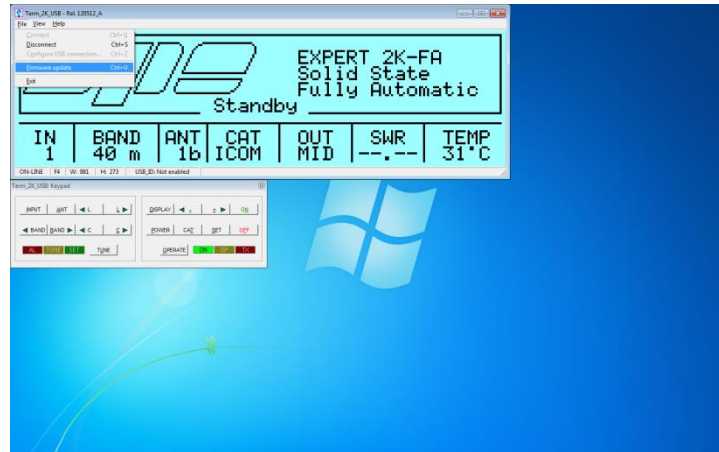 Term_2K_USB - Rel. 120512_A
File View Help
Connect Ctrl+Q
Disconnect Ctrl+S
Configure USB connection... Ctrl+Z
Firmware update Ctrl+U
Exit
EXPERT 2K-FA
Solid State
Fully Automatic
Standby
IN BAND ANT CAT OUT SWR TEMP
1 40 m 1b ICOM MID --.-- 31°C
ON-LINE F4 W: 981 H: 273 USB_ID: Not enabled
Term_2K_USB: Keypad
INPUT ANT ◄ L L ► DISPLAY ◄ ► ON
◄ BAND BAND ► ◄ C C ► POWER CAT SET OFF
AL TUNE SET TUNE OPERATE ON OP TX